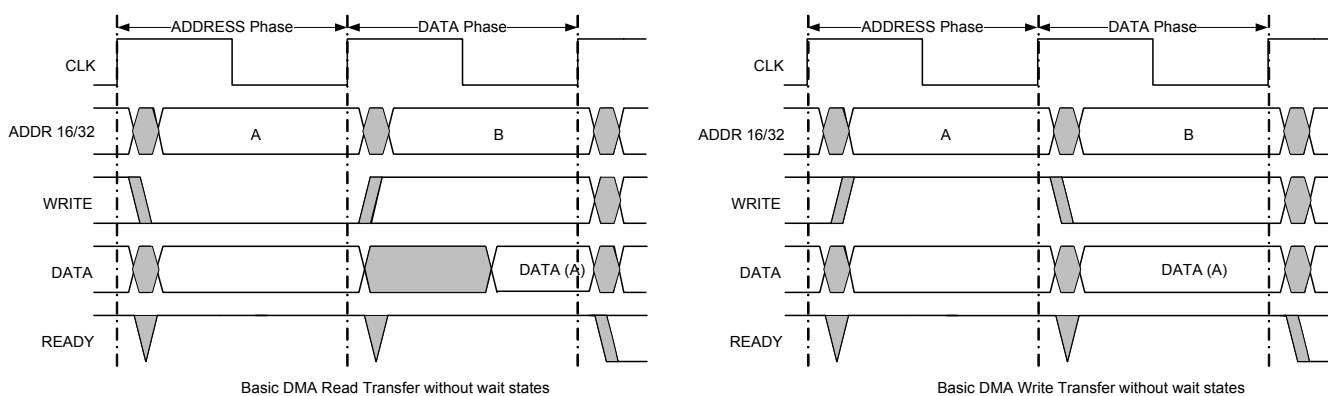 ADDRESS Phase DATA Phase
CLK
ADDR 16/32 A B
WRITE
DATA DATA (A)
READY
Basic DMA Read Transfer without wait states
ADDRESS Phase DATA Phase
CLK
ADDR 16/32 A B
WRITE
DATA DATA (A)
READY
Basic DMA Write Transfer without wait states